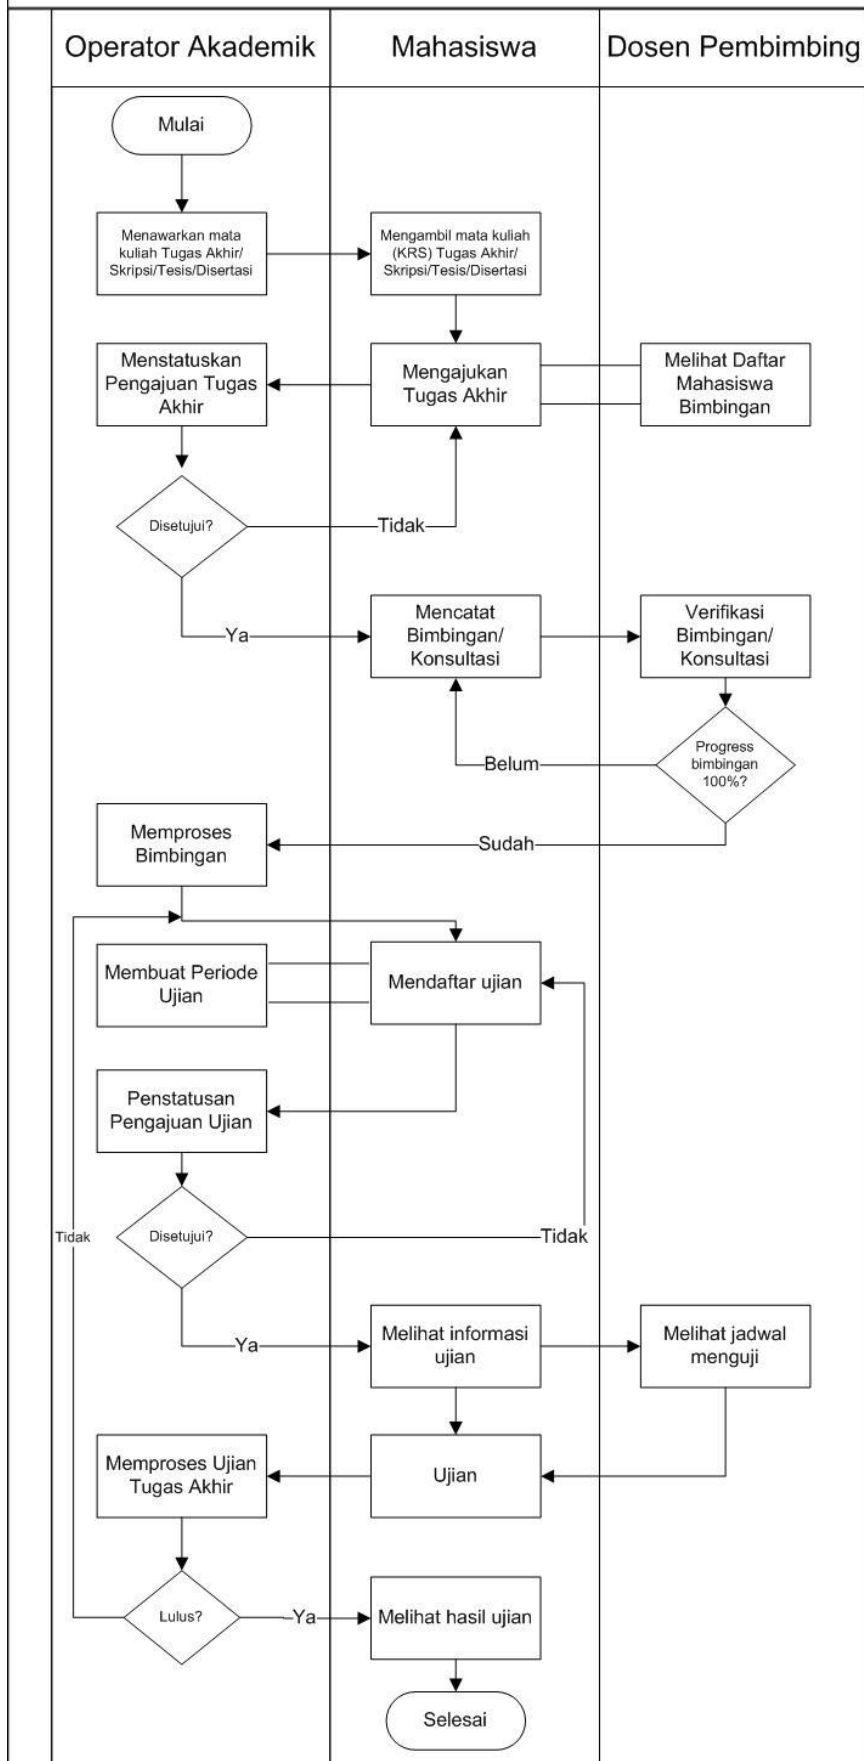 Operator Akademik
Mahasiswa
Dosen Pembimbing
Mulai
Menawarkan mata
kuliah Tugas Akhir/
Skripsi/Tesis/Disertasi
Mengambil mata kuliah
(KRS) Tugas Akhir/
Skripsi/Tesis/Disertasi
Menstatuskan
Pengajuan Tugas
Akhir
Mengajukan
Tugas Akhir
Melihat Daftar
Mahasiswa
Bimbingan
Disetujui?
Tidak
Ya
Mencatat
Bimbingan/
Konsultasi
Verifikasi
Bimbingan/
Konsultasi
Progress
bimbingan
100%?
Belum
Memproses
Bimbingan
Sudah
Membuat Periode
Ujian
Mendaftar ujian
Penstatusan
Pengajuan Ujian
Tidak
Disetujui?
Tidak
Ya
Melihat informasi
ujian
Melihat jadwal
menguji
Memproses Ujian
Tugas Akhir
Ujian
Lulus?
Ya
Melihat hasil ujian
Selesai